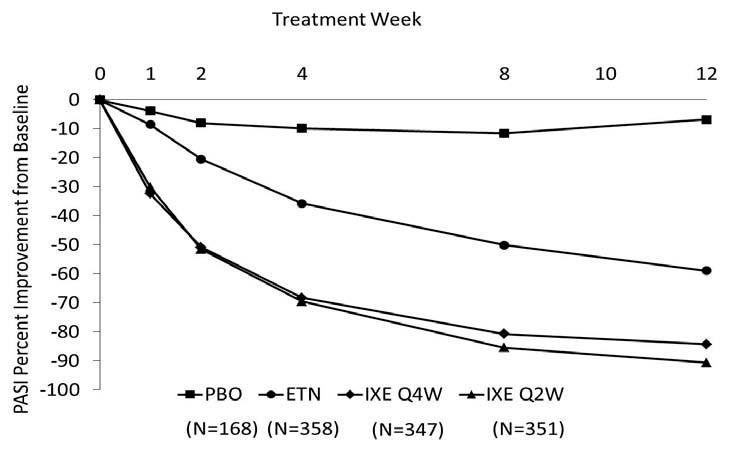 Treatment Week
0 1 2 4 8 10 12
PASI Percent Improvement from Baseline
0
-10
-20
-30
-40
-50
-60
-70
-80
-90
-100
PBO ETN IXE Q4W IXE Q2W
(N=168) (N=358) (N=347) (N=351)